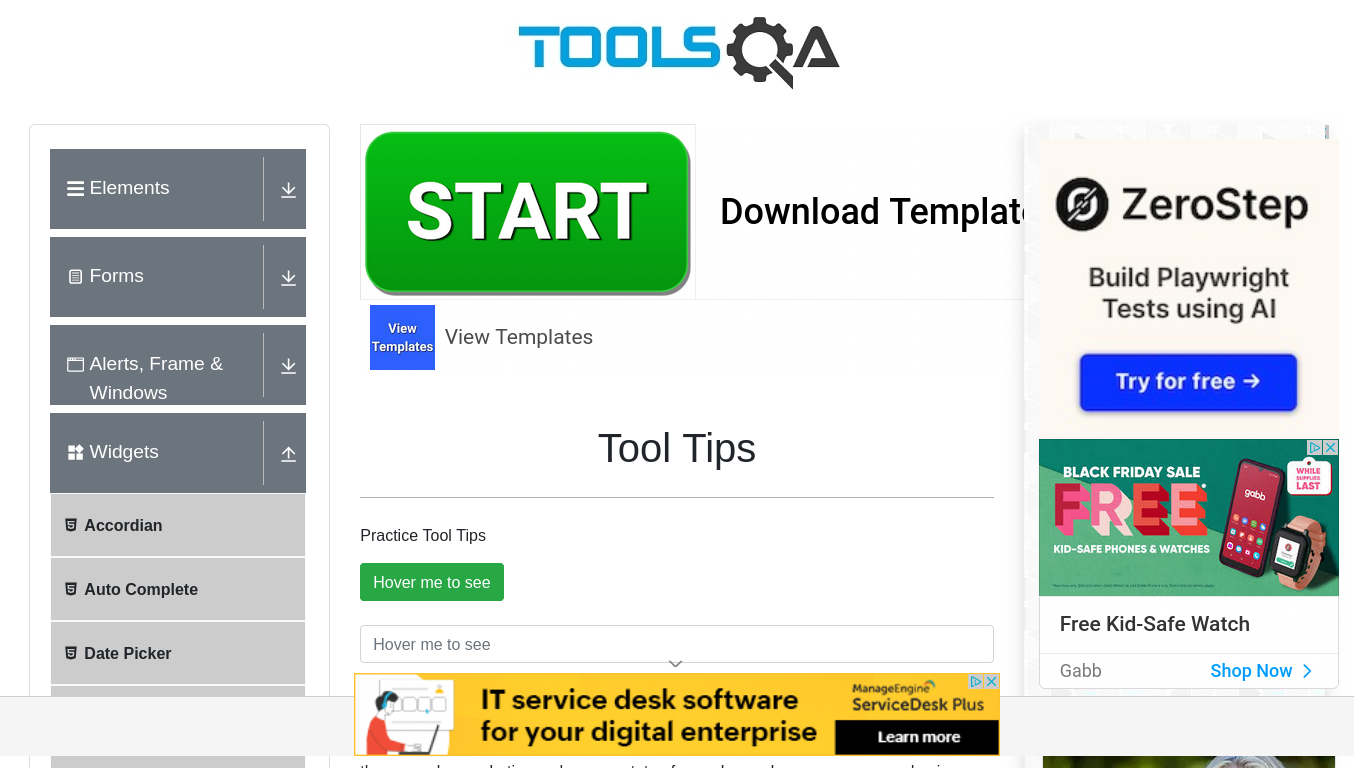 TOOLSQA
Elements
Forms
Alerts, Frame &
Windows
Widgets
Accordian
Auto Complete
Date Picker
START
Download Template
View
Templates
View Templates
Tool Tips
Practice Tool Tips
Hover me to see
Hover me to see
IT service desk software
for your digital enterprise
ManageEngine
ServiceDesk Plus
Learn more
ZeroStep
Build Playwright
Tests using AI
Try for free →
BLACK FRIDAY SALE
FREE*
KID-SAFE PHONES & WATCHES
WHILE
SUPPLIES
LAST
gabb
Free Kid-Safe Watch
Gabb
Shop Now